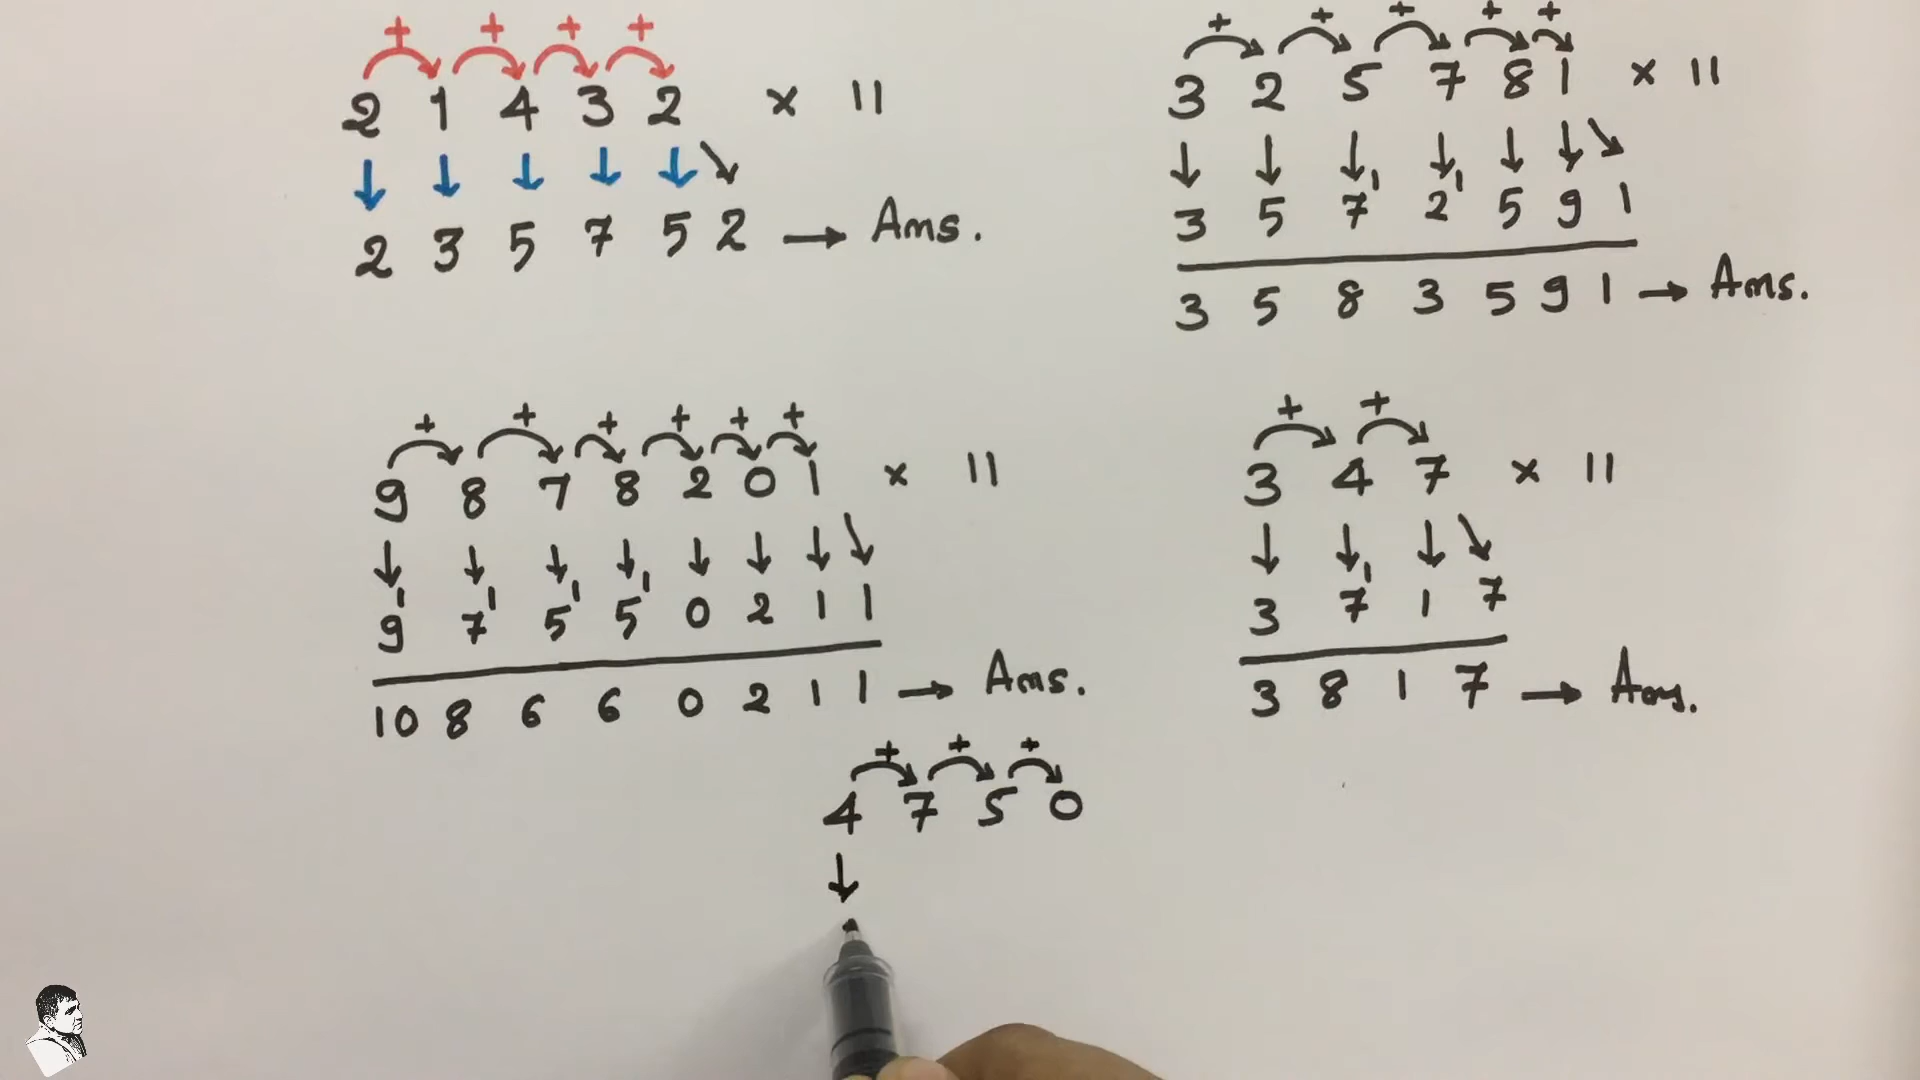 + + + +
2 1 4 3 2 × 11
2 3 5 7 5 2 → Ans.
+ + + + +
3 2 5 7 8 1 × 11
3 5 7 1 2 1 5 9 1
3 5 8 3 5 9 1 → Ans.
+ + + + + +
9 8 7 8 2 0 1 × 11
9 1 7 1 5 1 5 1 0 2 1 1
10 8 6 6 0 2 1 1 → Ans.
+ +
3 4 7 × 11
3 7 1 1 7
3 8 1 7 → Ans.
+ + +
4 7 5 0